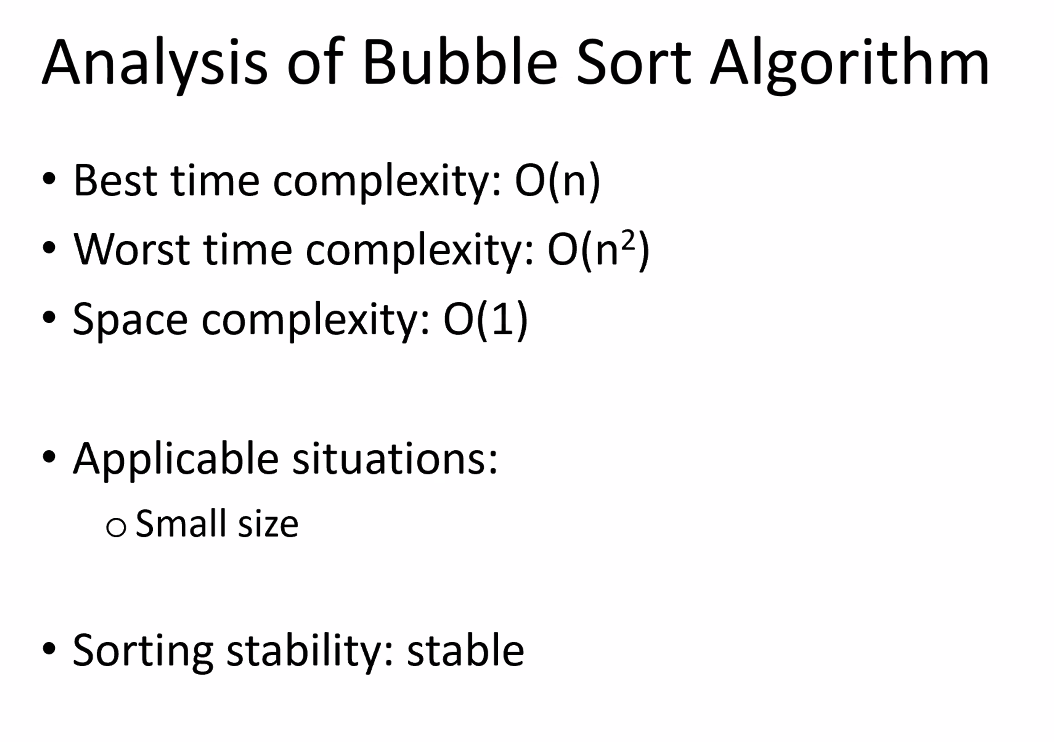 Analysis of Bubble Sort Algorithm
• Best time complexity: O(n)
• Worst time complexity: O(n²)
• Space complexity: O(1)
• Applicable situations:
o Small size
• Sorting stability: stable